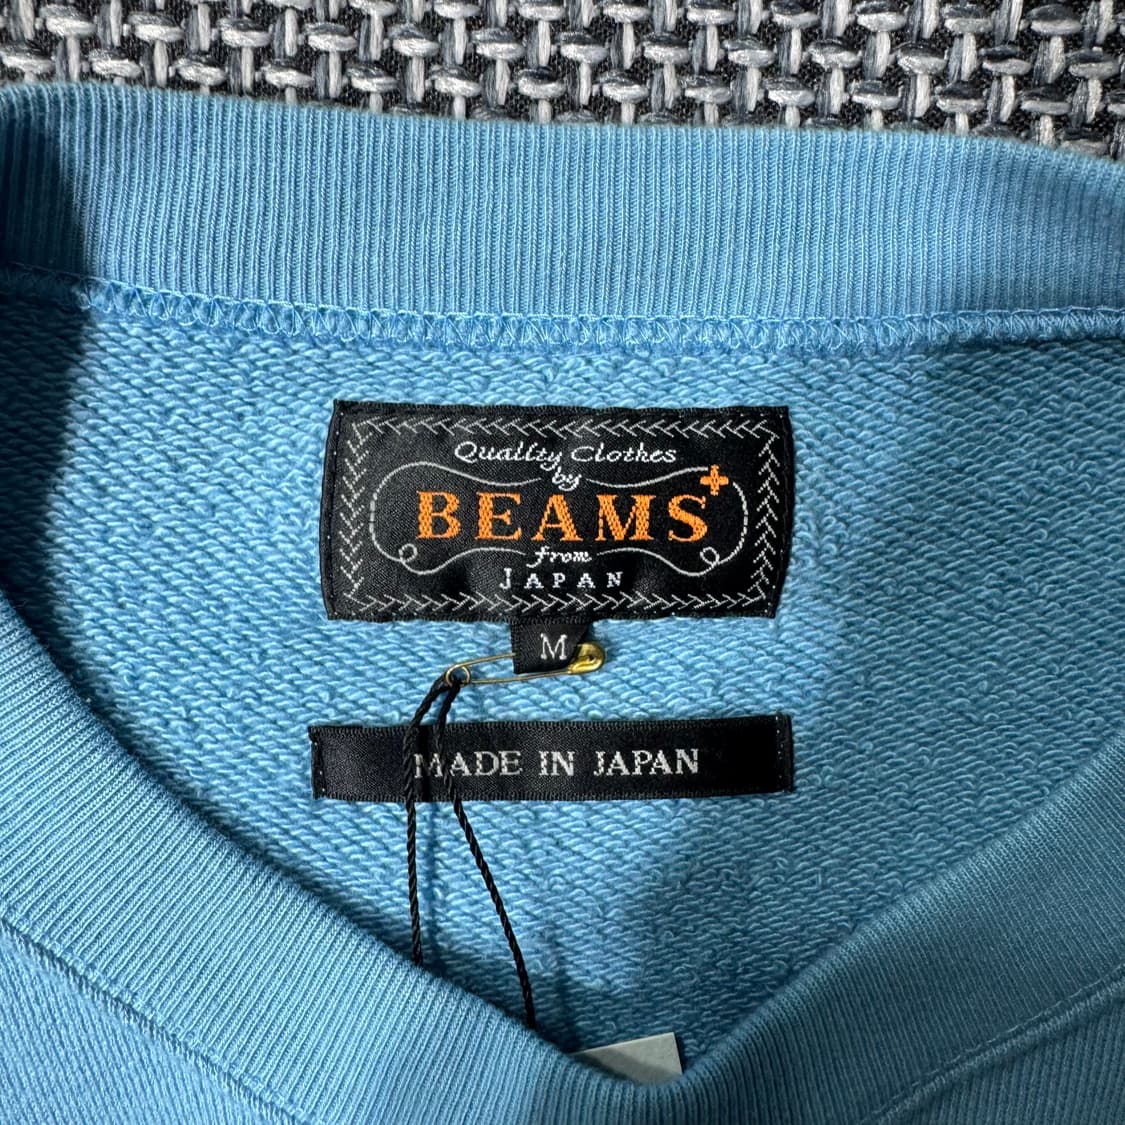 Quality Clothes
by
BEAMS+
from
JAPAN
M
MADE IN JAPAN